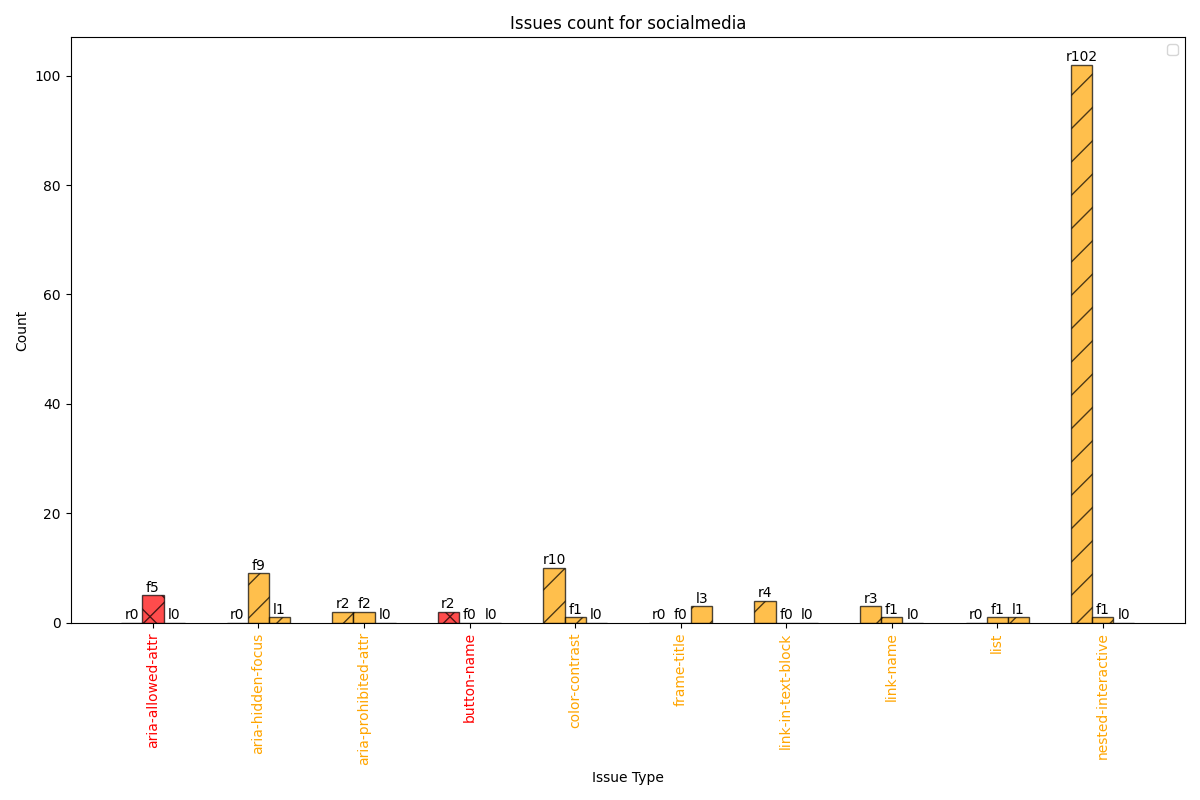 Issues count for socialmedia
Count
100
80
60
40
20
0
r0 f5 l0
r0 f9 l1
r2 f2 l0
r2 f0 l0
r10 f1 l0
r0 f0 l3
r4 f0 l0
r3 f1 l0
r0 f1 l1
r102 f1 l0
aria-allowed-attr
aria-hidden-focus
aria-prohibited-attr
button-name
color-contrast
frame-title
link-in-text-block
link-name
list
nested-interactive
Issue Type